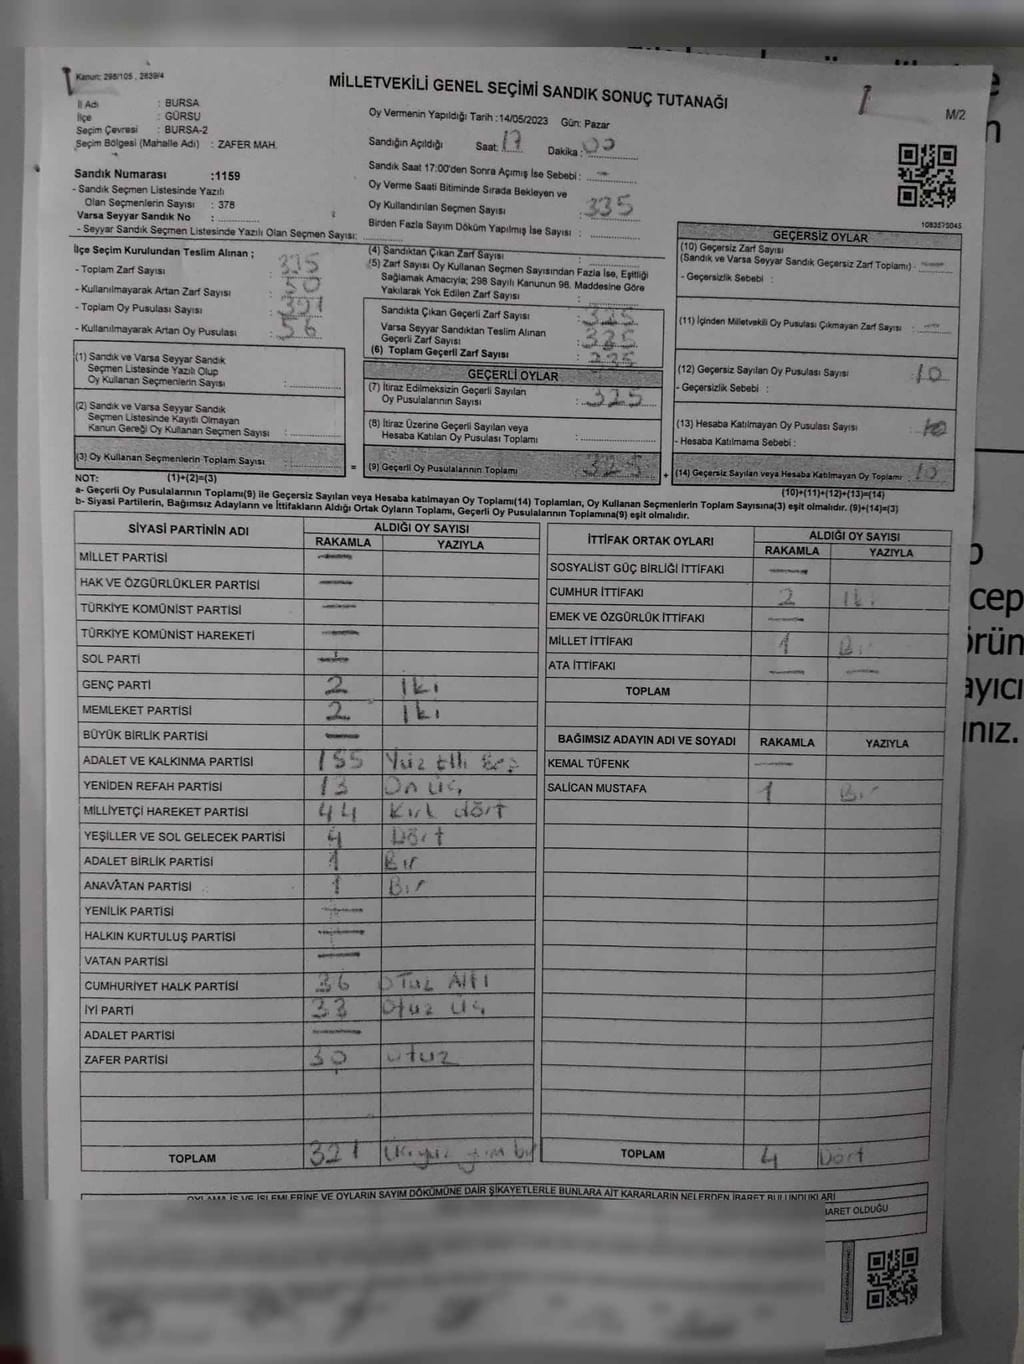 Kanun: 298/105 , 2839/4
MİLLETVEKİLİ GENEL SEÇİMİ SANDIK SONUÇ TUTANAĞI
M/2
İl Adı : BURSA
İlçe : GÜRSU
Seçim Çevresi : BURSA-2
Seçim Bölgesi (Mahalle Adı) : ZAFER MAH.
Oy Vermenin Yapıldığı Tarih :14/05/2023 Gün: Pazar
Sandığın Açıldığı Saat: 17 Dakika : 00
Sandık Saat 17:00'den Sonra Açımış İse Sebebi : -
Oy Verme Saati Bitiminde Sırada Bekleyen ve
Oy Kullandırılan Seçmen Sayısı : 335
Birden Fazla Sayım Döküm Yapılmış İse Sayısı :
Sandık Numarası :1159
- Sandık Seçmen Listesinde Yazılı
Olan Seçmenlerin Sayısı : 378
Varsa Seyyar Sandık No :
- Seyyar Sandık Seçmen Listesinde Yazılı Olan Seçmen Sayısı:
1083575045
İlçe Seçim Kurulundan Teslim Alınan ;
- Toplam Zarf Sayısı
- Kullanılmayarak Artan Zarf Sayısı : 50
- Toplam Oy Pusulası Sayısı : 391
- Kullanılmayarak Artan Oy Pusulası : 56
(1) Sandık ve Varsa Seyyar Sandık
Seçmen Listesinde Yazılı Olup
Oy Kullanan Seçmenlerin Sayısı :
(2) Sandık ve Varsa Seyyar Sandık
Seçmen Listesinde Kayıtlı Olmayan
Kanun Gereği Oy Kullanan Seçmen Sayısı :
(3) Oy Kullanan Seçmenlerin Toplam Sayısı :
(4) Sandıktan Çıkan Zarf Sayısı :
(5) Zarf Sayısı Oy Kullanan Seçmen Sayısından Fazla İse, Eşitliği
Sağlamak Amacıyla; 298 Sayılı Kanunun 98. Maddesine Göre
Yakılarak Yok Edilen Zarf Sayısı :
Sandıkta Çıkan Geçerli Zarf Sayısı
Varsa Seyyar Sandıktan Teslim Alınan
Geçerli Zarf Sayısı
(6) Toplam Geçerli Zarf Sayısı
GEÇERLİ OYLAR
(7) İtiraz Edilmeksizin Geçerli Sayılan
Oy Pusulalarının Sayısı : 325
(8) İtiraz Üzerine Geçerli Sayılan veya
Hesaba Katılan Oy Pusulası Toplamı :
= (9) Geçerli Oy Pusulalarının Toplamı : 325 +
GEÇERSİZ OYLAR
(10) Geçersiz Zarf Sayısı
(Sandık ve Varsa Seyyar Sandık Geçersiz Zarf Toplamı) : -
- Geçersizlik Sebebi :
(11) İçinden Milletvekili Oy Pusulası Çıkmayan Zarf Sayısı : -
(12) Geçersiz Sayılan Oy Pusulası Sayısı : 10
- Geçersizlik Sebebi :
(13) Hesaba Katılmayan Oy Pusulası Sayısı
- Hesaba Katılmama Sebebi :
(14) Geçersiz Sayılan veya Hesaba Katılmayan Oy Toplamı : 10
NOT: (1)+(2)=(3)
(10)+(11)+(12)+(13)=(14)
a- Geçerli Oy Pusulalarının Toplamı(9) ile Geçersiz Sayılan veya Hesaba katılmayan Oy Toplamı(14) Toplamları, Oy Kullanan Seçmenlerin Toplam Sayısına(3) eşit olmalıdır. (9)+(14)=(3)
b- Siyasi Partilerin, Bağımsız Adayların ve İttifakların Aldığı Ortak Oyların Toplamı, Geçerli Oy Pusulalarının Toplamına(9) eşit olmalıdır.
SİYASİ PARTİNİN ADI ALDIĞI OY SAYISI
RAKAMLA YAZIYLA
MİLLET PARTİSİ -
HAK VE ÖZGÜRLÜKLER PARTİSİ -
TÜRKİYE KOMÜNİST PARTİSİ -
TÜRKİYE KOMÜNİST HAREKETİ -
SOL PARTİ -
GENÇ PARTİ 2 iki
MEMLEKET PARTİSİ 2 iki
BÜYÜK BİRLİK PARTİSİ -
ADALET VE KALKINMA PARTİSİ 155 Yüz Elli Beş
YENİDEN REFAH PARTİSİ 13 On üç
MİLLİYETÇİ HAREKET PARTİSİ 44 Kırk dört
YEŞİLLER VE SOL GELECEK PARTİSİ 4 Dört
ADALET BİRLİK PARTİSİ 1 Bir
ANAVATAN PARTİSİ 1 Bir
YENİLİK PARTİSİ -
HALKIN KURTULUŞ PARTİSİ -
VATAN PARTİSİ -
CUMHURİYET HALK PARTİSİ 36 Otuz Altı
İYİ PARTİ 33 Otuz Üç
ADALET PARTİSİ -
ZAFER PARTİSİ 30 otuz
TOPLAM 321
İTTİFAK ORTAK OYLARI ALDIĞI OY SAYISI
RAKAMLA YAZIYLA
SOSYALİST GÜÇ BİRLİĞİ İTTİFAKI -
CUMHUR İTTİFAKI 2 iki
EMEK VE ÖZGÜRLÜK İTTİFAKI -
MİLLET İTTİFAKI 1 Bir
ATA İTTİFAKI - -
TOPLAM
BAĞIMSIZ ADAYIN ADI VE SOYADI RAKAMLA YAZIYLA
KEMAL TÜFENK -
SALİCAN MUSTAFA 1 Bir
TOPLAM 4 Dört
OYLAMA İŞ VE İŞLEMLERİNE VE OYLARIN SAYIM DÖKÜMÜNE DAİR ŞİKAYETLERLE BUNLARA AİT KARARLARIN NELERDEN İBARET BULUNDUKLARI
BARET OLDUĞU
cep
örün
ayıcı
ınız.